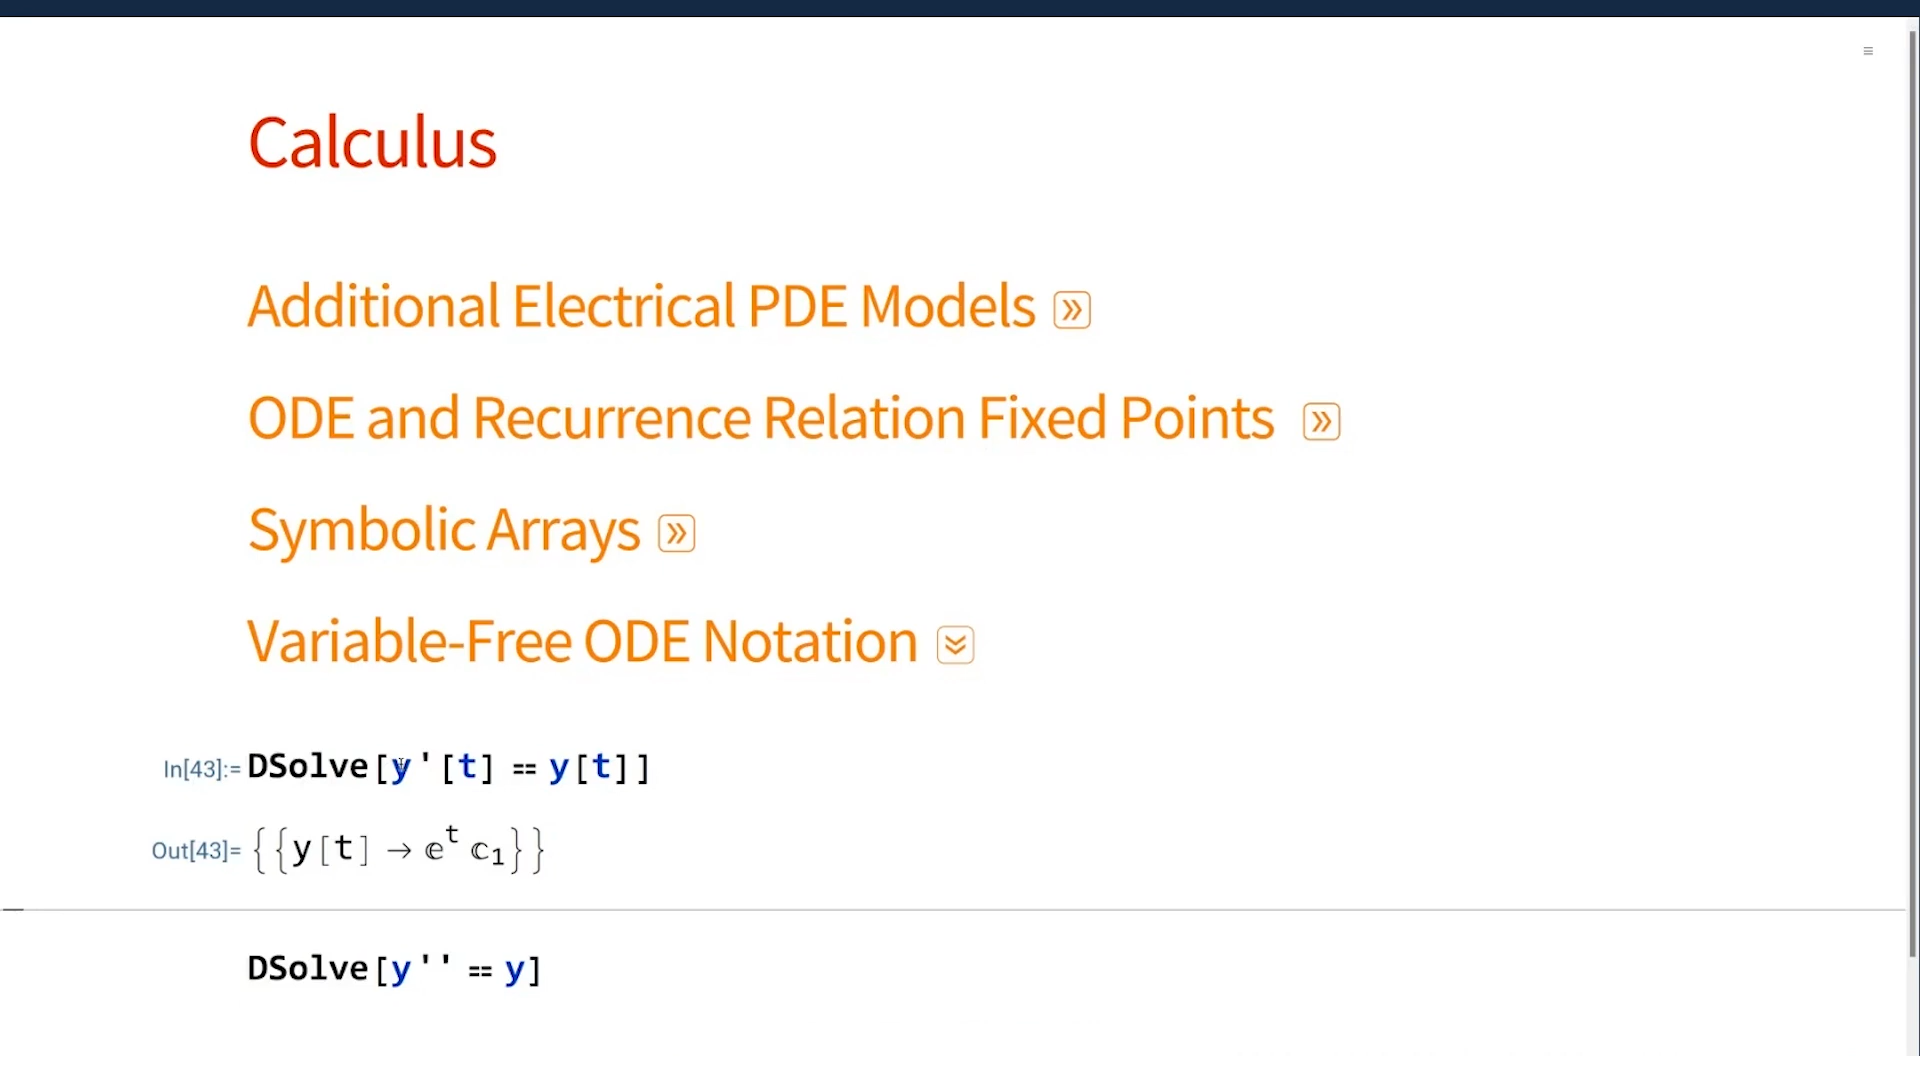 Calculus
Additional Electrical PDE Models
ODE and Recurrence Relation Fixed Points
Symbolic Arrays
Variable-Free ODE Notation
In[43]:= DSolve[y'[t] == y[t]]
Out[43]= {{y[t] → ⅇ^t 𝕔₁}}
DSolve[y'' == y]